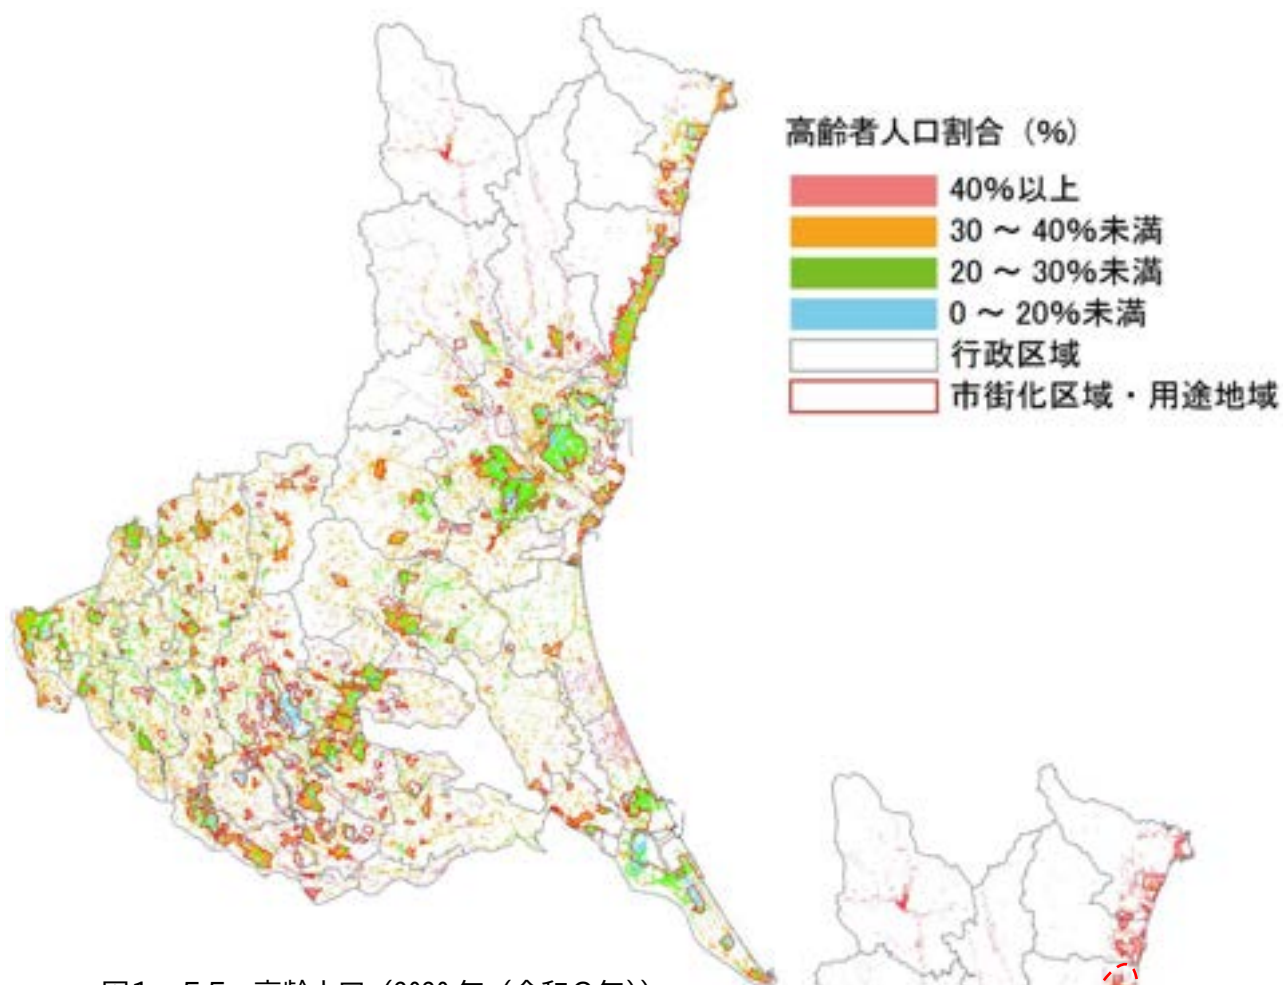 高齢者人口割合（%）
40%以上
30 ～ 40%未満
20 ～ 30%未満
0 ～ 20%未満
行政区域
市街化区域・用途地域